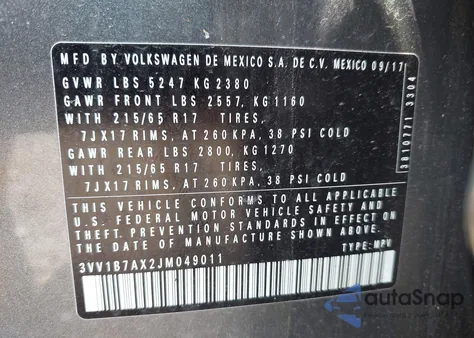 MFD BY VOLKSWAGEN DE MEXICO S.A. DE C.V. MEXICO 09/17
GVWR LBS 5247 KG 2380
GAWR FRONT LBS 2557, KG 1160
WITH 215/65 R17 TIRES,
7JX17 RIMS, AT 260 KPA, 38 PSI COLD
GAWR REAR LBS 2800, KG 1270
WITH 215/65 R17 TIRES,
7JX17 RIMS, AT 260 KPA, 38 PSI COLD
THIS VEHICLE CONFORMS TO ALL APPLICABLE
U.S. FEDERAL MOTOR VEHICLE SAFETY AND
THEFT PREVENTION STANDARDS IN EFFECT ON
THE DATE OF MANUFACTURE SHOWN ABOVE.
3VV1B7AX2JM049011 TYPE: MPV
3810771 3304
autoSnap